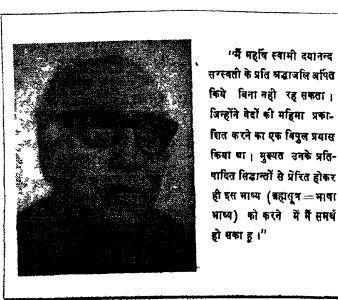 "मैं महर्षि स्वामी दयानन्द
सरस्वती के प्रति श्रद्धाजलि अर्पित
किये बिना नही रह सकता ।
जिन्होंने वेदों की महिमा प्रका-
शित करने का एक विपुल प्रयास
किया था । मुख्यत उनके प्रति-
पादित सिद्धान्तों से प्रेरित होकर
ही इस भाष्य (ब्रह्मसूत्र=भाषा
भाष्य) को करने में मैं समर्थ
हो सका हू ।"